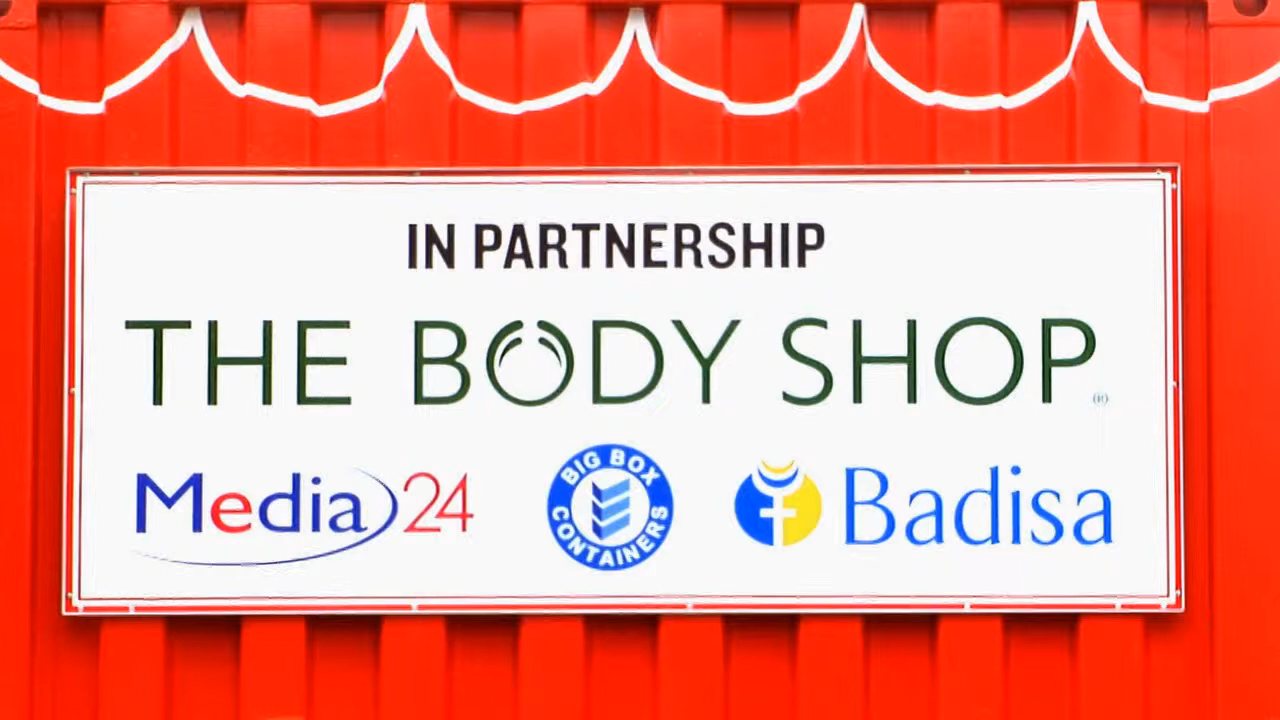 IN PARTNERSHIP
THE BODY SHOP
Media24
BIG BOX CONTAINERS
Badisa